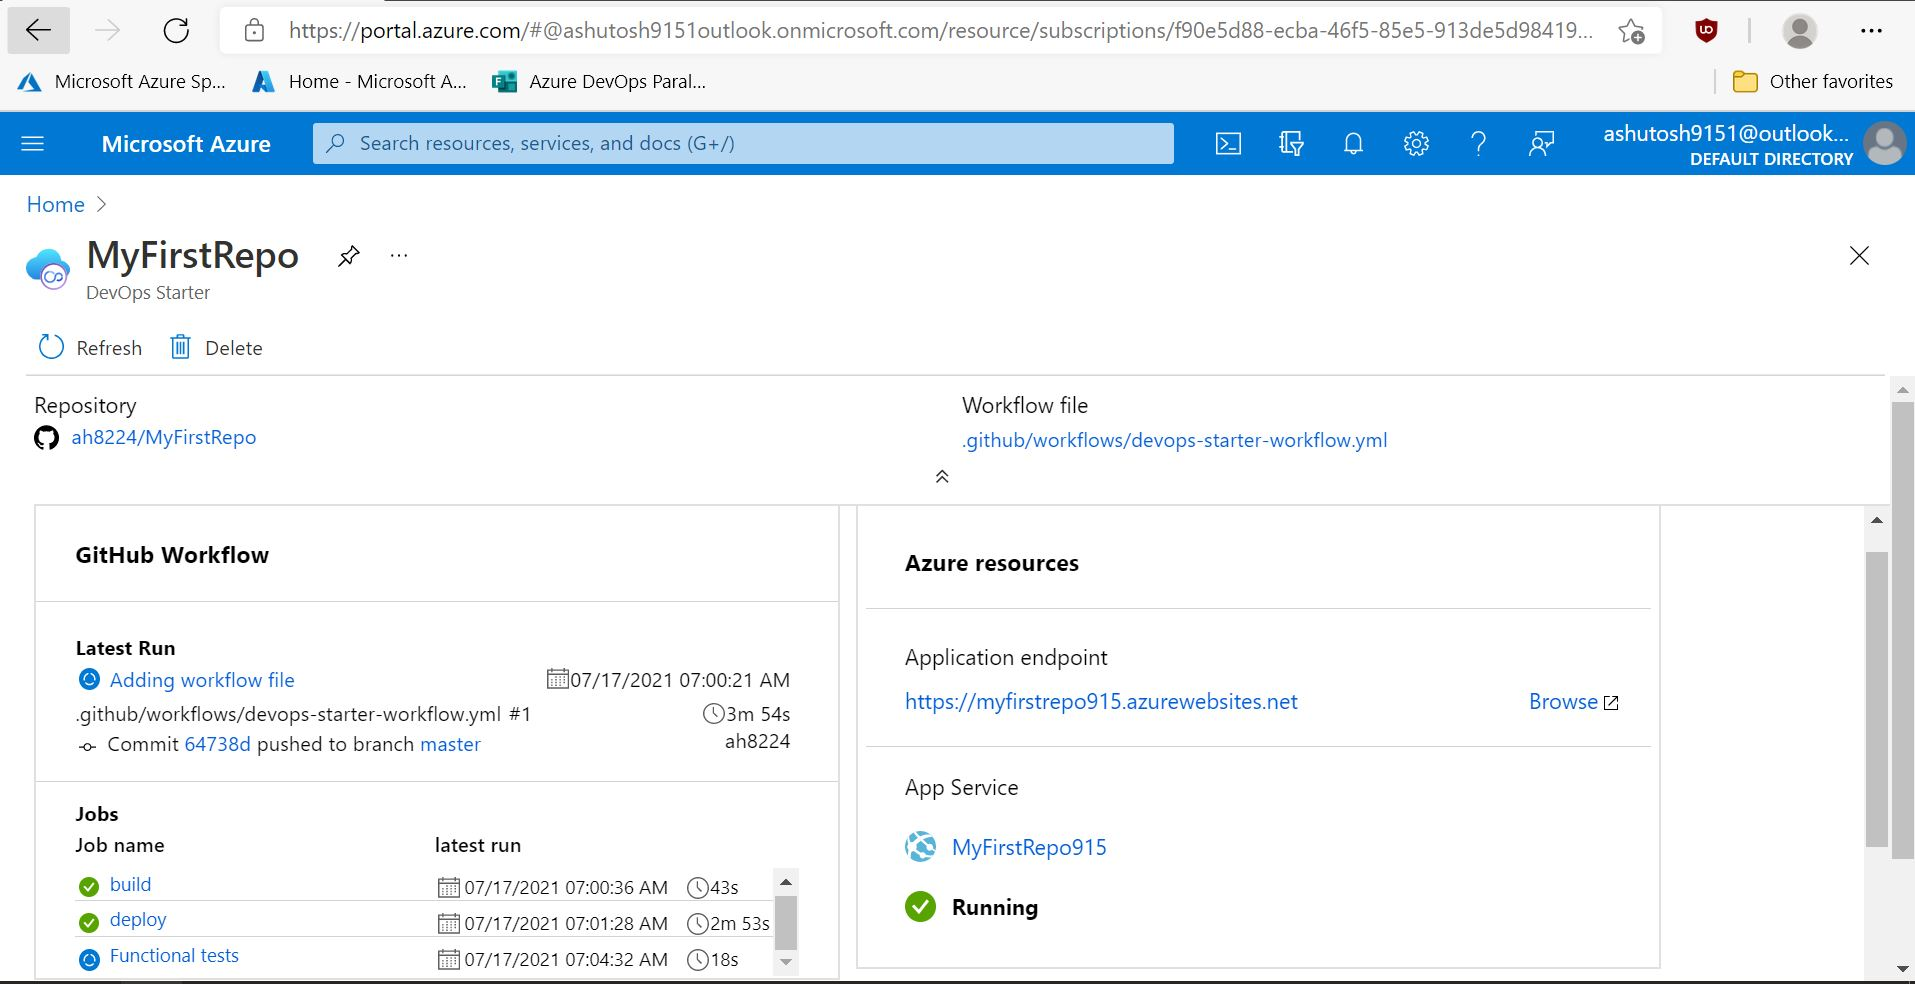 https://portal.azure.com/#@ashutosh9151outlook.onmicrosoft.com/resource/subscriptions/f90e5d88-ecba-46f5-85e5-913de5d98419...
Microsoft Azure Sp...
Home - Microsoft A...
Azure DevOps Paral...
Other favorites
Microsoft Azure
Search resources, services, and docs (G+/)
ashutosh9151@outlook...
DEFAULT DIRECTORY
Home
MyFirstRepo
DevOps Starter
Refresh
Delete
Repository
ah8224/MyFirstRepo
Workflow file
.github/workflows/devops-starter-workflow.yml
GitHub Workflow
Latest Run
Adding workflow file 07/17/2021 07:00:21 AM
.github/workflows/devops-starter-workflow.yml #1 3m 54s
Commit 64738d pushed to branch master ah8224
Jobs
Job name latest run
build 07/17/2021 07:00:36 AM 43s
deploy 07/17/2021 07:01:28 AM 2m 53s
Functional tests 07/17/2021 07:04:32 AM 18s
Azure resources
Application endpoint
https://myfirstrepo915.azurewebsites.net Browse
App Service
MyFirstRepo915
Running